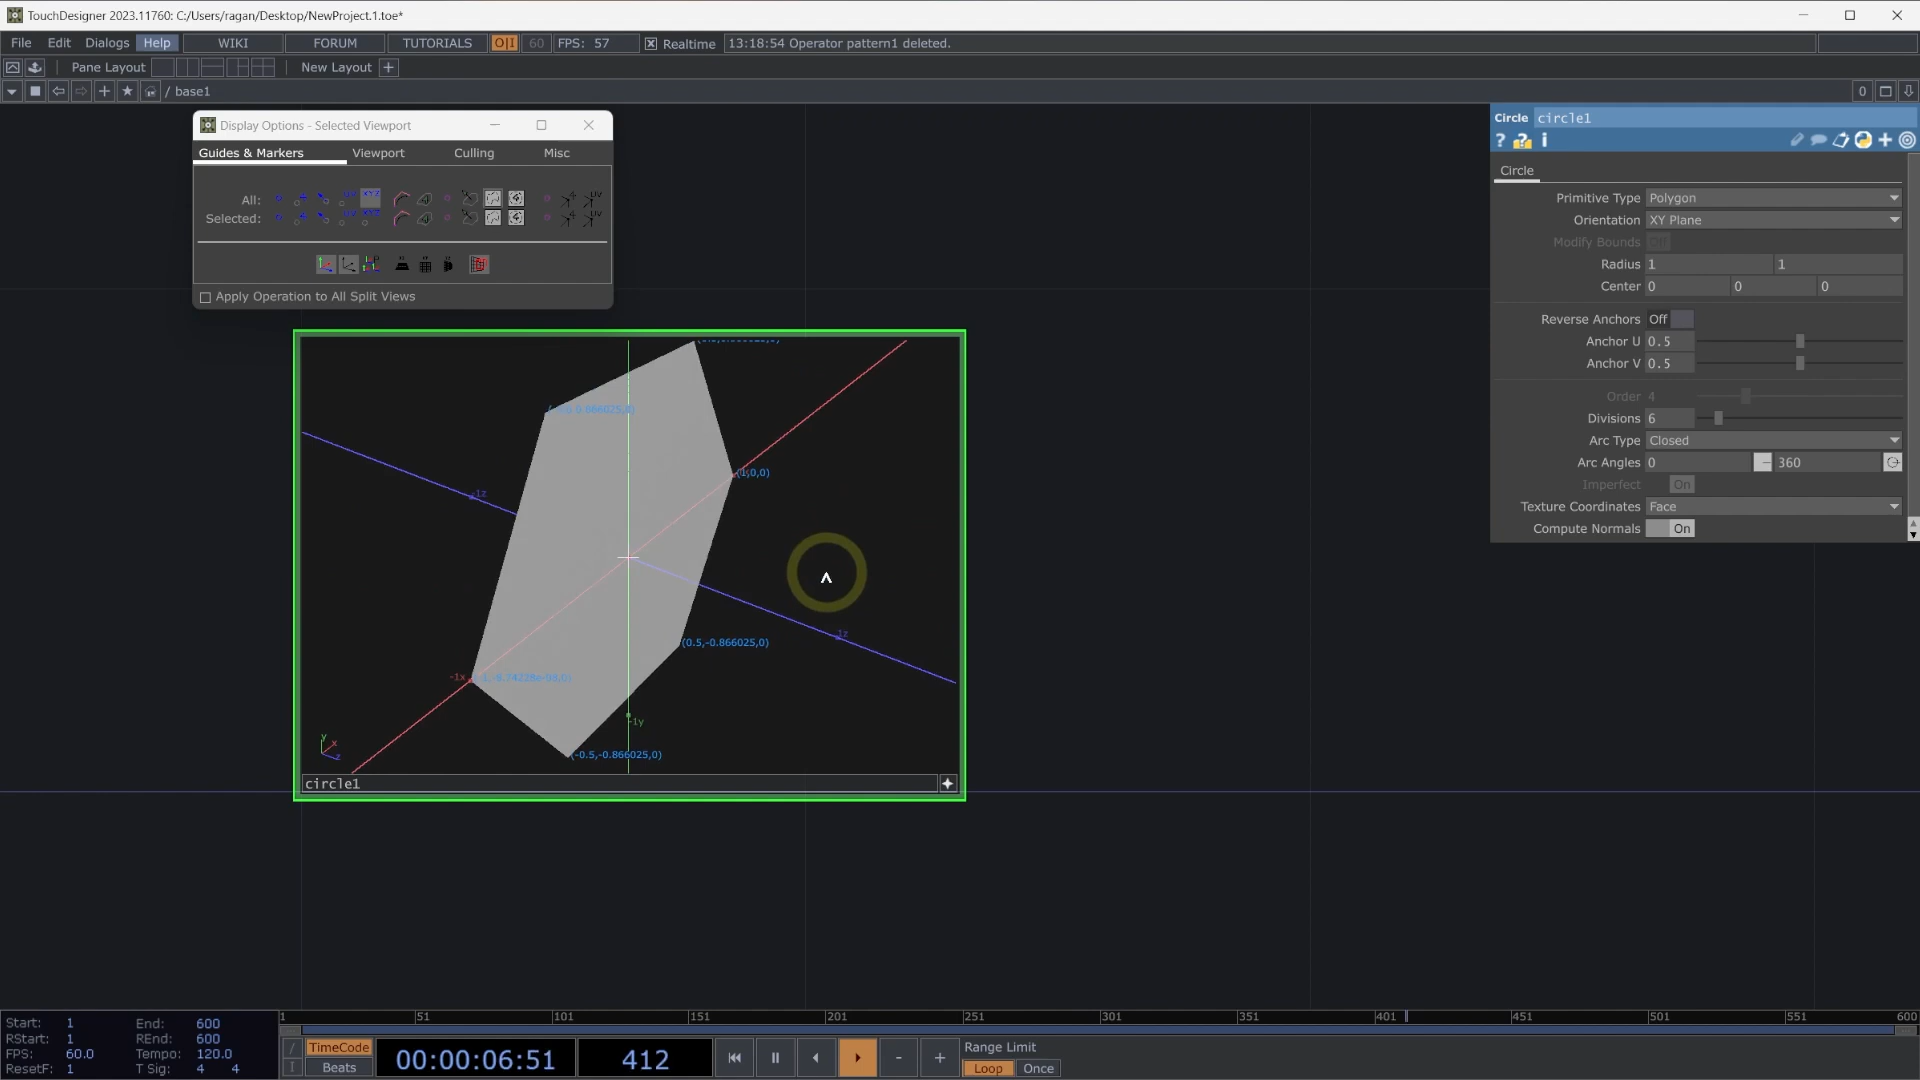 TouchDesigner 2023.11760: C:/Users/ragan/Desktop/NewProject.1.toe*
File Edit Dialogs Help WIKI FORUM TUTORIALS O|I 60 FPS: 57 Realtime 13:18:54 Operator pattern1 deleted.
Pane Layout New Layout +
/ base1 0
Display Options - Selected Viewport
Guides & Markers Viewport Culling Misc
All:
Selected:
Apply Operation to All Split Views
Circle circle1
Circle
Primitive Type Polygon
Orientation XY Plane
Modify Bounds Off
Radius 1 1
Center 0 0 0
Reverse Anchors Off
Anchor U 0.5
Anchor V 0.5
Order 4
Divisions 6
Arc Type Closed
Arc Angles 0 360
Imperfect On
Texture Coordinates Face
Compute Normals On
(1,0,0)
-1z
1z
(0.5,-0.866025,0)
-1x
-1y
(-0.5,-0.866025,0)
y
x
z
circle1
1 51 101 151 201 251 301 351 401 451 501 551 600
Start: 1 End: 600
RStart: 1 REnd: 600
FPS: 60.0 Tempo: 120.0
ResetF: 1 T Sig: 4 4
TimeCode
Beats
00:00:06:51
412
- +
Range Limit
Loop Once